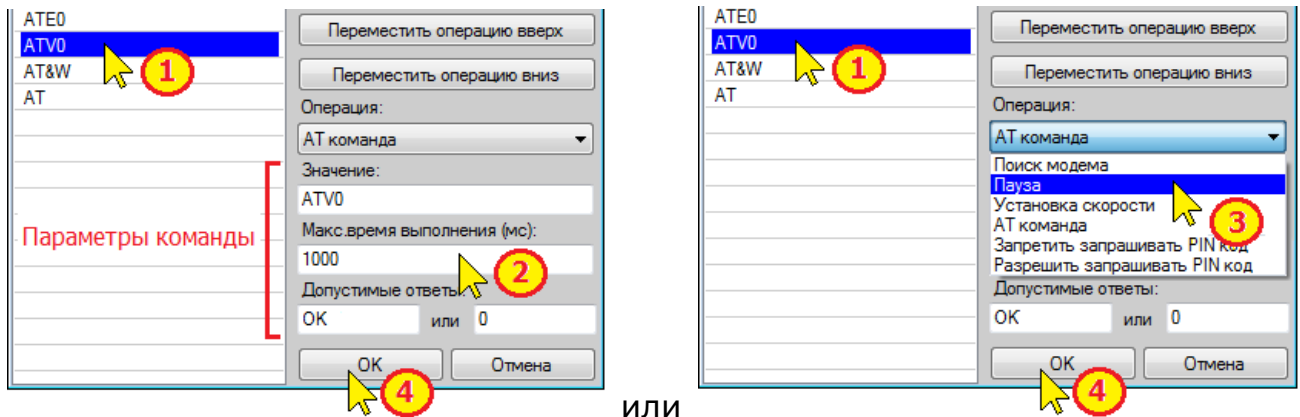 ATE0
ATV0
AT&W
AT
1
Переместить операцию вверх
Переместить операцию вниз
Операция:
АТ команда
Значение:
ATV0
Параметры команды
Макс.время выполнения (мс):
1000
2
Допустимые ответы:
OK или 0
OK Отмена
4
или
ATE0
ATV0
AT&W
AT
1
Переместить операцию вверх
Переместить операцию вниз
Операция:
АТ команда
Поиск модема
Пауза
Установка скорости
АТ команда
Запретить запрашивать PIN код
Разрешить запрашивать PIN код
3
Допустимые ответы:
OK или 0
OK Отмена
4